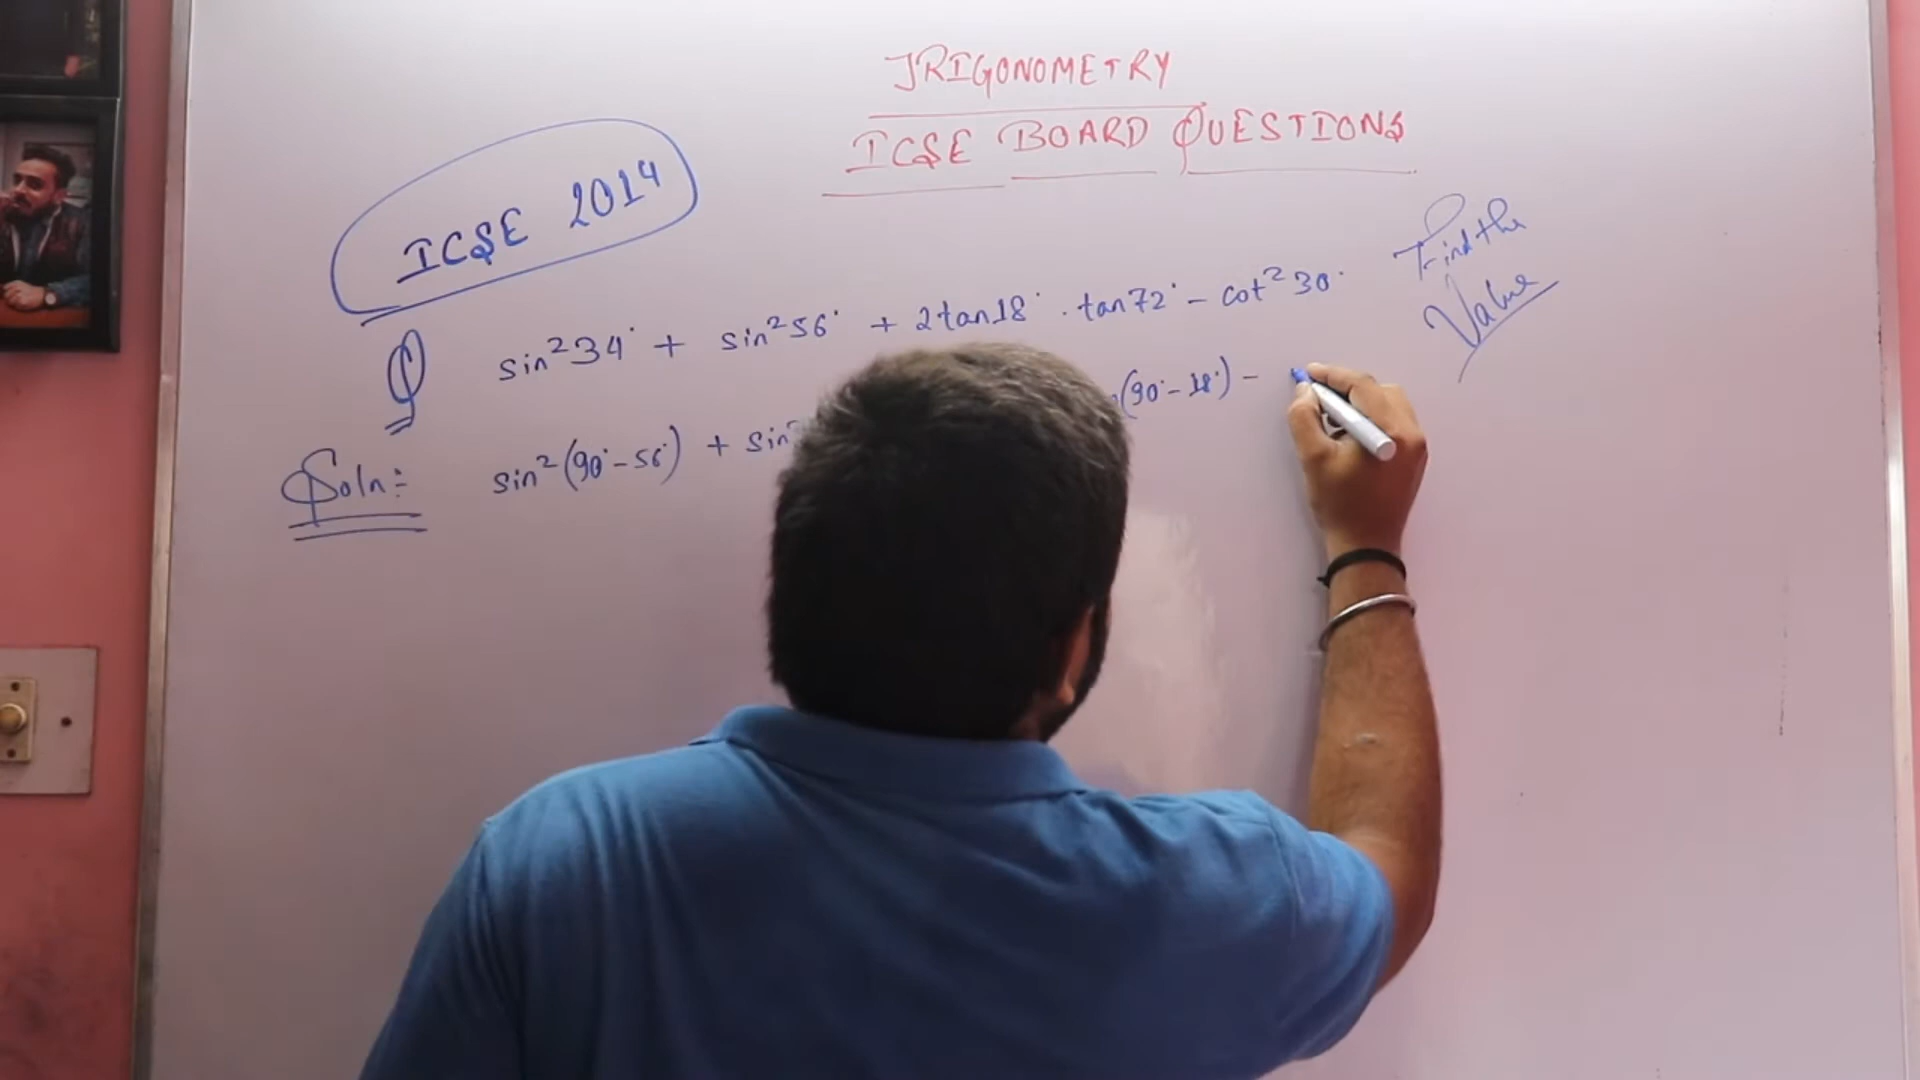 TRIGONOMETRY
ICSE BOARD QUESTIONS
ICSE 2014
Find the
Value
Q sin²34° + sin²56° + 2tan18° . tan72° - cot²30°
Soln:- sin²(90°-56°) + sin² (90°-18°) -